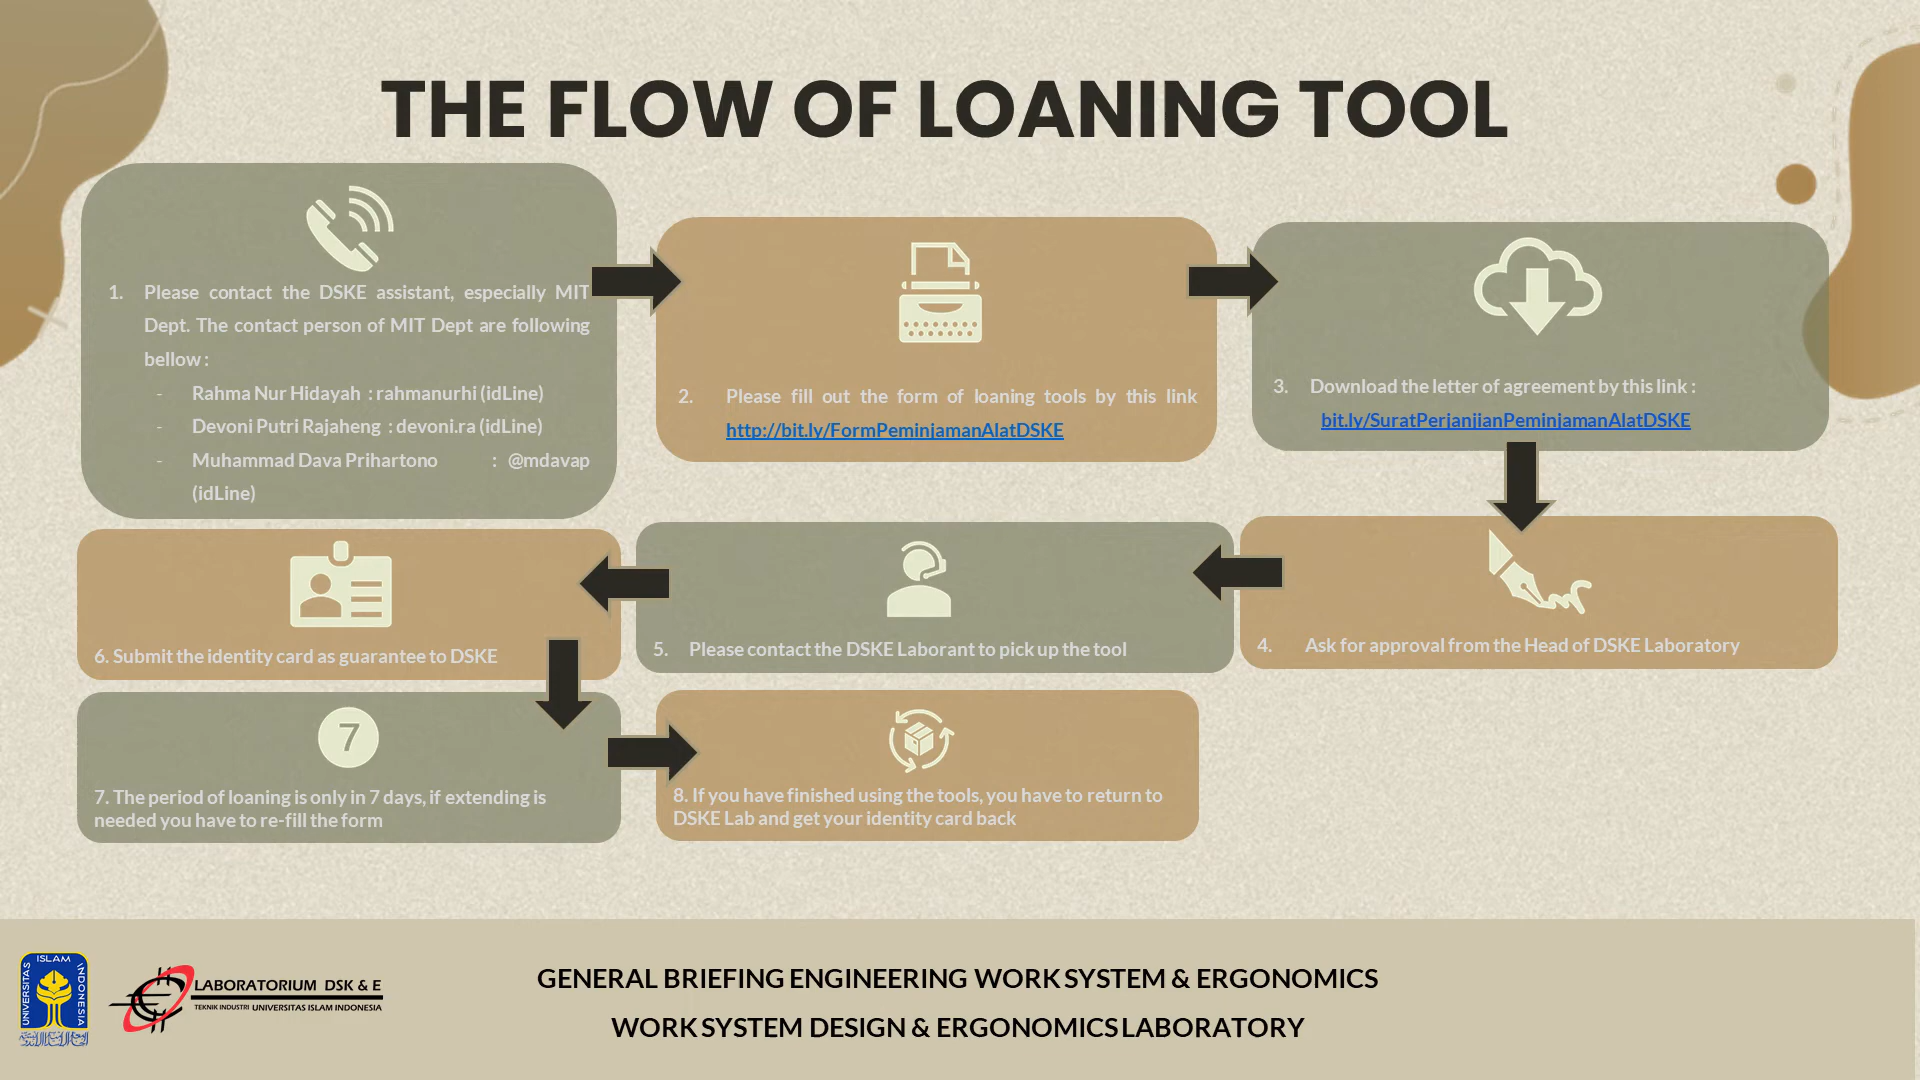 THE FLOW OF LOANING TOOL
1. Please contact the DSKE assistant, especially MIT
Dept. The contact person of MIT Dept are following
bellow :
- Rahma Nur Hidayah : rahmanurhi (idLine)
- Devoni Putri Rajaheng : devoni.ra (idLine)
- Muhammad Dava Prihartono : @mdavap
(idLine)
2. Please fill out the form of loaning tools by this link
http://bit.ly/FormPeminjamanAlatDSKE
3. Download the letter of agreement by this link :
bit.ly/SuratPerjanjianPeminjamanAlatDSKE
4. Ask for approval from the Head of DSKE Laboratory
5. Please contact the DSKE Laborant to pick up the tool
6. Submit the identity card as guarantee to DSKE
7
7. The period of loaning is only in 7 days, if extending is
needed you have to re-fill the form
8. If you have finished using the tools, you have to return to
DSKE Lab and get your identity card back
UNIVERSITAS ISLAM INDONESIA
LABORATORIUM DSK & E
TEKNIK INDUSTRI UNIVERSITAS ISLAM INDONESIA
GENERAL BRIEFING ENGINEERING WORK SYSTEM & ERGONOMICS
WORK SYSTEM DESIGN & ERGONOMICS LABORATORY